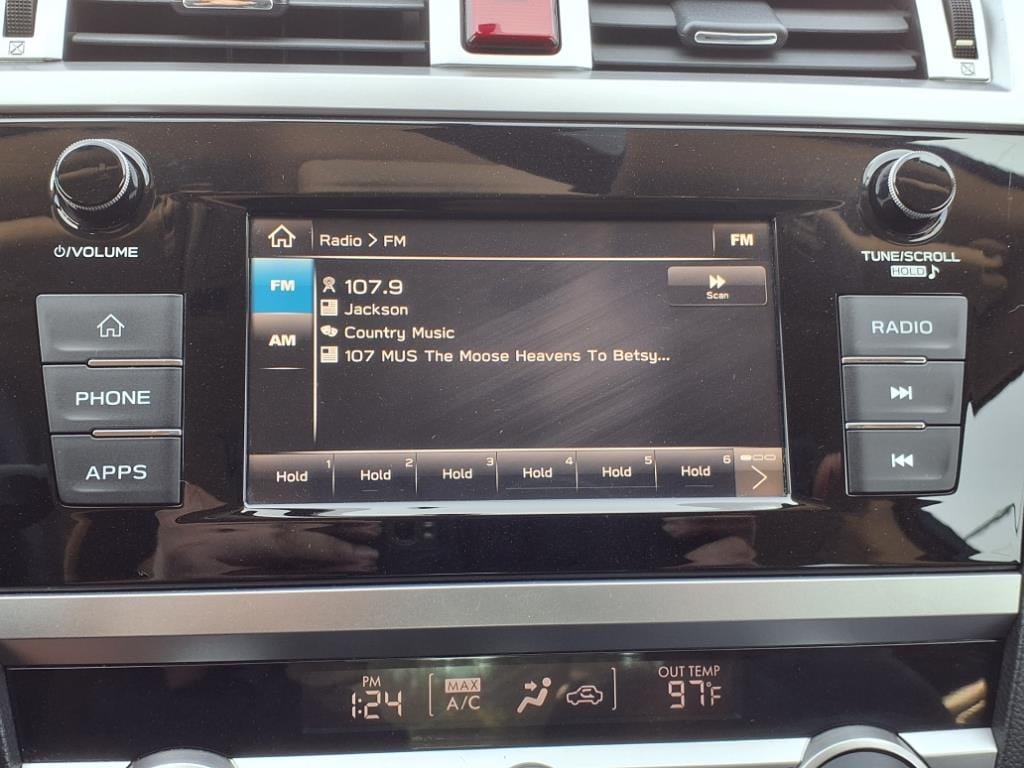 Radio > FM
FM
FM
107.9
Scan
Jackson
AM
Country Music
107 MUS The Moose Heavens To Betsy...
Hold 1 Hold 2 Hold 3 Hold 4 Hold 5 Hold 6
/VOLUME
PHONE
APPS
TUNE/SCROLL
HOLD
RADIO
PM
1:24
MAX
A/C
OUT TEMP
97°F